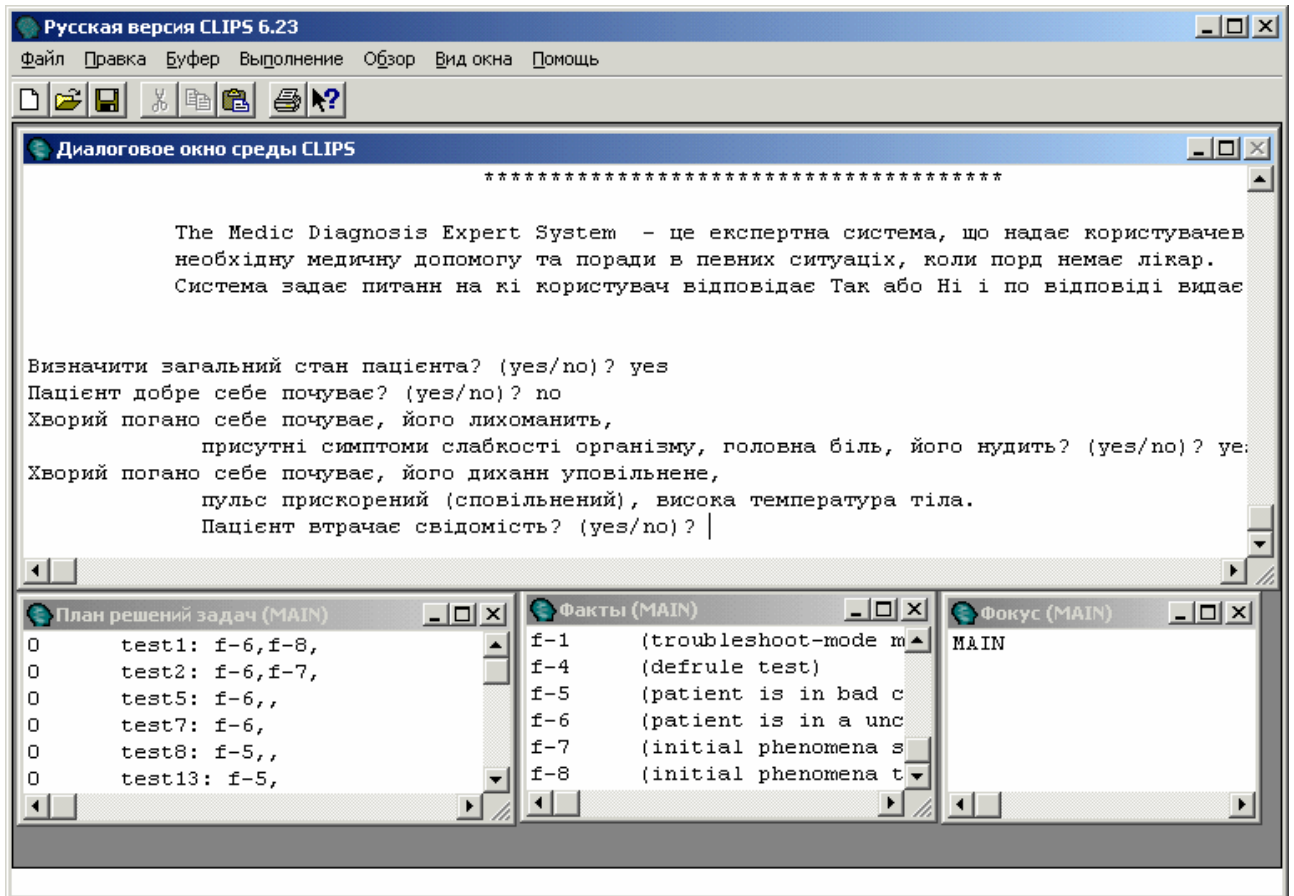 Русская версия CLIPS 6.23
Файл Правка Буфер Выполнение Обзор Вид окна Помощь
Диалоговое окно среды CLIPS
****************************************
The Medic Diagnosis Expert System – це експертна система, що надає користувачев
необхідну медичну допомогу та поради в певних ситуаціх, коли порд немає лікар.
Система задає питанн на кі користувач відповідає Так або Ні і по відповіді видає
Визначити загальний стан пацієнта? (yes/no)? yes
Пацієнт добре себе почуває? (yes/no)? no
Хворий погано себе почуває, його лихоманить,
присутні симптоми слабкості організму, головна біль, його нудить? (yes/no)? ye
Хворий погано себе почуває, його диханн уповільнене,
пульс прискорений (сповільнений), висока температура тіла.
Пацієнт втрачає свідомість? (yes/no)?
План решений задач (MAIN)
0 test1: f-6,f-8,
0 test2: f-6,f-7,
0 test5: f-6,,
0 test7: f-6,
0 test8: f-5,,
0 test13: f-5,
Факты (MAIN)
f-1 (troubleshoot-mode m
f-4 (defrule test)
f-5 (patient is in bad c
f-6 (patient is in a unc
f-7 (initial phenomena s
f-8 (initial phenomena t
Фокус (MAIN)
MAIN